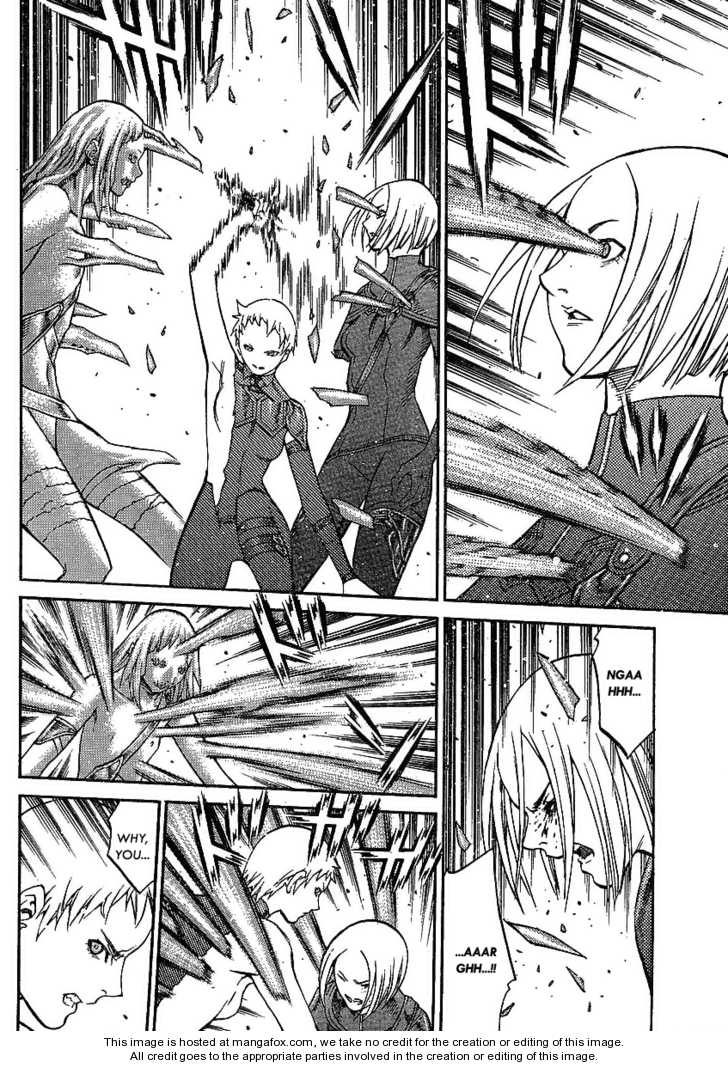 NGAA
HHH...
...AAAR
GHH...!!
WHY,
YOU...
This image is hosted at mangafox.com, we take no credit for the creation or editing of this image.
All credit goes to the appropriate parties involved in the creation or editing of this image.